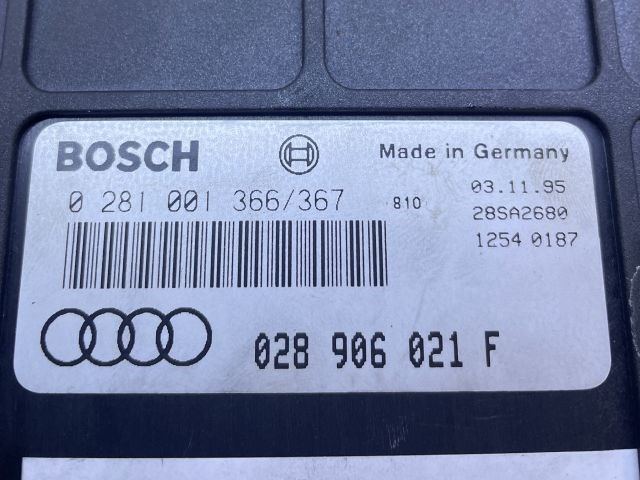 BOSCH
Made in Germany
0 281 001 366/367
810
03.11.95
28SA2680
1254 0187
028 906 021 F